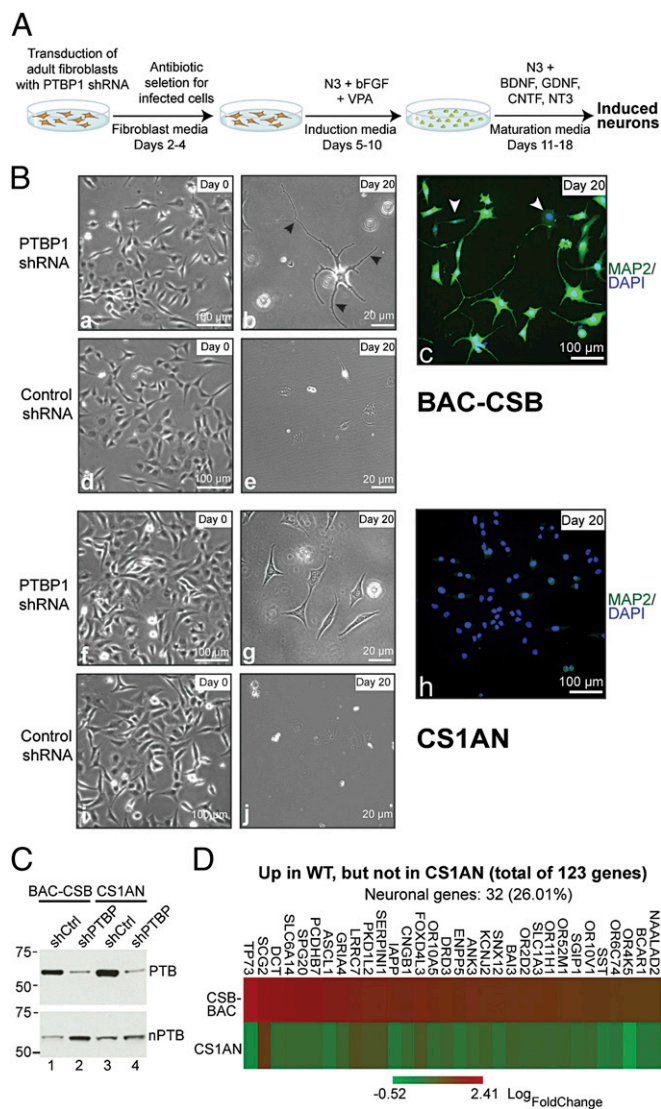 A
Transduction of
adult fibroblasts
with PTBP1 shRNA
Antibiotic
seletion for
infected cells
Fibroblast media
Days 2-4
N3 + bFGF
+ VPA
Induction media
Days 5-10
N3 +
BDNF, GDNF,
CNTF, NT3
Maturation media
Days 11-18
Induced
neurons
B
PTBP1
shRNA
Day 0
a
100 µm
Day 20
b
20 µm
Day 20
c
100 µm
MAP2/
DAPI
Control
shRNA
Day 0
d
100 µm
Day 20
e
20 µm
BAC-CSB
PTBP1
shRNA
Day 0
f
100 µm
Day 20
g
20 µm
Day 20
h
100 µm
MAP2/
DAPI
Control
shRNA
Day 0
i
100 µm
Day 20
j
20 µm
CS1AN
C
BAC-CSB CS1AN
shCtrl
shPTBP
shCtrl
shPTBP
75
50
PTB
75
50
nPTB
1 2 3 4
D
Up in WT, but not in CS1AN (total of 123 genes)
Neuronal genes: 32 (26.01%)
TP73
SCG2
DCT
SLC6A14
SPG20
PCDHB7
ASCL1
GRIA4
LRRC7
PKD1L2
SERPINI1
IAPP
CNGB1
FOXD4L3
OR10A5
DRD3
ENPP5
ANK3
KCNJ2
SNX12
BAI3
OR2D2
SLC1A3
OR11H1
OR52M1
SGIP1
OR10V1
SST
OR6C74
OR4K5
BCAR1
NAALAD2
CSB-
BAC
CS1AN
-0.52 2.41 LogFoldChange